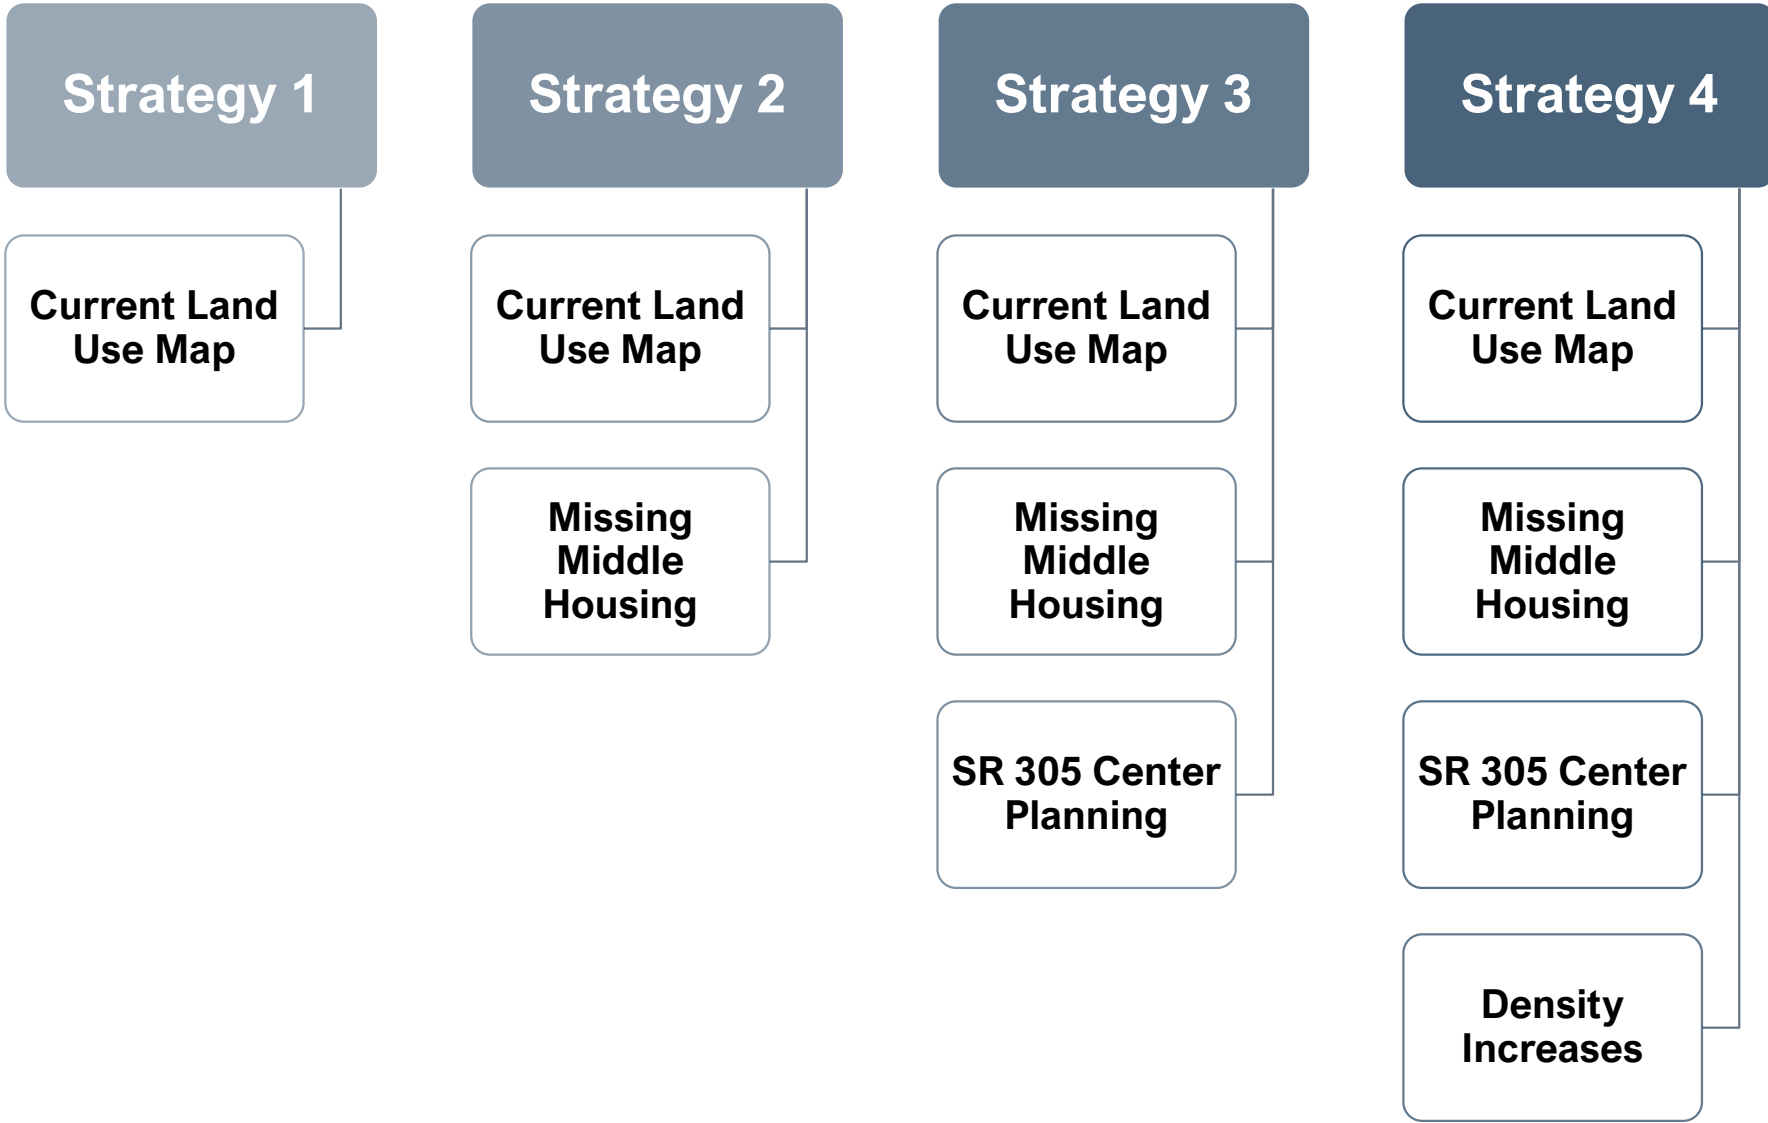 Strategy 1
Current Land
Use Map
Strategy 2
Current Land
Use Map
Missing
Middle
Housing
Strategy 3
Current Land
Use Map
Missing
Middle
Housing
SR 305 Center
Planning
Strategy 4
Current Land
Use Map
Missing
Middle
Housing
SR 305 Center
Planning
Density
Increases